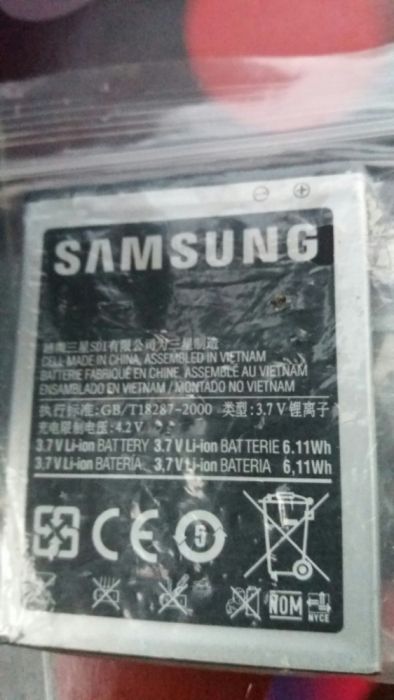 SAMSUNG
越南三星SDI有限公司为三星制造
CELL MADE IN CHINA, ASSEMBLED IN VIETNAM
BATTERIE FABRIQUÉ EN CHINE, ASSEMBLÉ AU VIETNAM
ENSAMBLADO EN VIETNAM / MONTADO NO VIETNAM
执行标准:GB/T18287-2000 类型:3.7V锂离子
充电限制电压:4.2V
3.7 V Li-ion BATTERY 3.7 V Li-ion BATTERIE 6.11Wh
3,7 V Li-ion BATERÍA 3,7 V Li-ion BATERIA 6,11Wh
CE 5
NOM NYCE